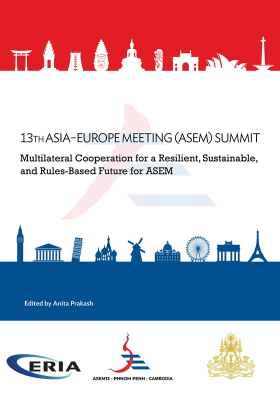 13TH ASIA–EUROPE MEETING (ASEM) SUMMIT
Multilateral Cooperation for a Resilient, Sustainable,
and Rules-Based Future for ASEM
Edited by Anita Prakash
ERIA
ASEM13 - PHNOM PENH - CAMBODIA